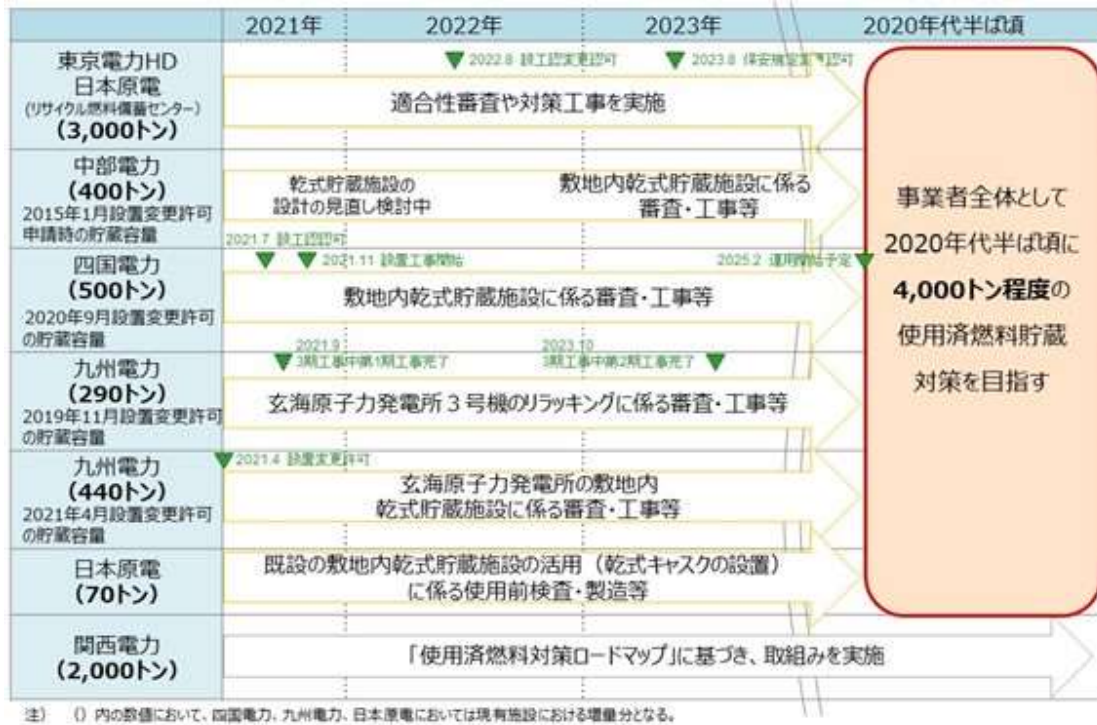 2021年 2022年 2023年 2020年代半ば頃
東京電力HD
日本原電
(リサイクル燃料備蓄センター)
(3,000トン)
2022.8 設工認変更認可
2023.8 保安規定変更認可
適合性審査や対策工事を実施
中部電力
(400トン)
2015年1月設置変更許可
申請時の貯蔵容量
乾式貯蔵施設の
設計の見直し検討中
敷地内乾式貯蔵施設に係る
審査・工事等
四国電力
(500トン)
2020年9月設置変更許可
の貯蔵容量
2021.7 設工認認可
2021.11 設置工事開始
2025.2 運用開始予定
敷地内乾式貯蔵施設に係る審査・工事等
九州電力
(290トン)
2019年11月設置変更許可
の貯蔵容量
2021.9
3期工事中第1期工事完了
2023.10
3期工事中第2期工事完了
玄海原子力発電所3号機のリラッキングに係る審査・工事等
九州電力
(440トン)
2021年4月設置変更許可
の貯蔵容量
2021.4 設置変更許可
玄海原子力発電所の敷地内
乾式貯蔵施設に係る審査・工事等
日本原電
(70トン)
既設の敷地内乾式貯蔵施設の活用(乾式キャスクの設置)
に係る使用前検査・製造等
関西電力
(2,000トン)
「使用済燃料対策ロードマップ」に基づき、取組みを実施
事業者全体として
2020年代半ば頃に
4,000トン程度の
使用済燃料貯蔵
対策を目指す
注) ()内の数値において、四国電力、九州電力、日本原電においては現有施設における増量分となる。